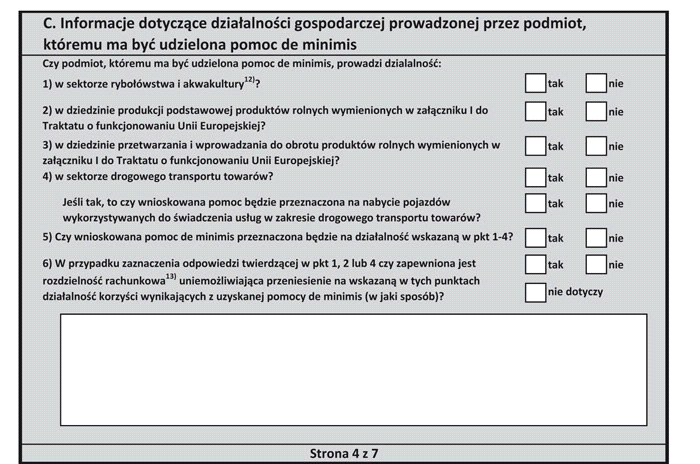 C. Informacje dotyczące działalności gospodarczej prowadzonej przez podmiot,
któremu ma być udzielona pomoc de minimis
Czy podmiot, któremu ma być udzielona pomoc de minimis, prowadzi działalność:
1) w sektorze rybołówstwa i akwakultury12)? tak nie
2) w dziedzinie produkcji podstawowej produktów rolnych wymienionych w załączniku I do tak nie
Traktatu o funkcjonowaniu Unii Europejskiej?
3) w dziedzinie przetwarzania i wprowadzania do obrotu produktów rolnych wymienionych w tak nie
załączniku I do Traktatu o funkcjonowaniu Unii Europejskiej?
4) w sektorze drogowego transportu towarów? tak nie
Jeśli tak, to czy wnioskowana pomoc będzie przeznaczona na nabycie pojazdów tak nie
wykorzystywanych do świadczenia usług w zakresie drogowego transportu towarów?
5) Czy wnioskowana pomoc de minimis przeznaczona będzie na działalność wskazaną w pkt 1-4? tak nie
6) W przypadku zaznaczenia odpowiedzi twierdzącej w pkt 1, 2 lub 4 czy zapewniona jest tak nie
rozdzielność rachunkowa13) uniemożliwiająca przeniesienie na wskazaną w tych punktach
działalność korzyści wynikających z uzyskanej pomocy de minimis (w jaki sposób)? nie dotyczy
Strona 4 z 7